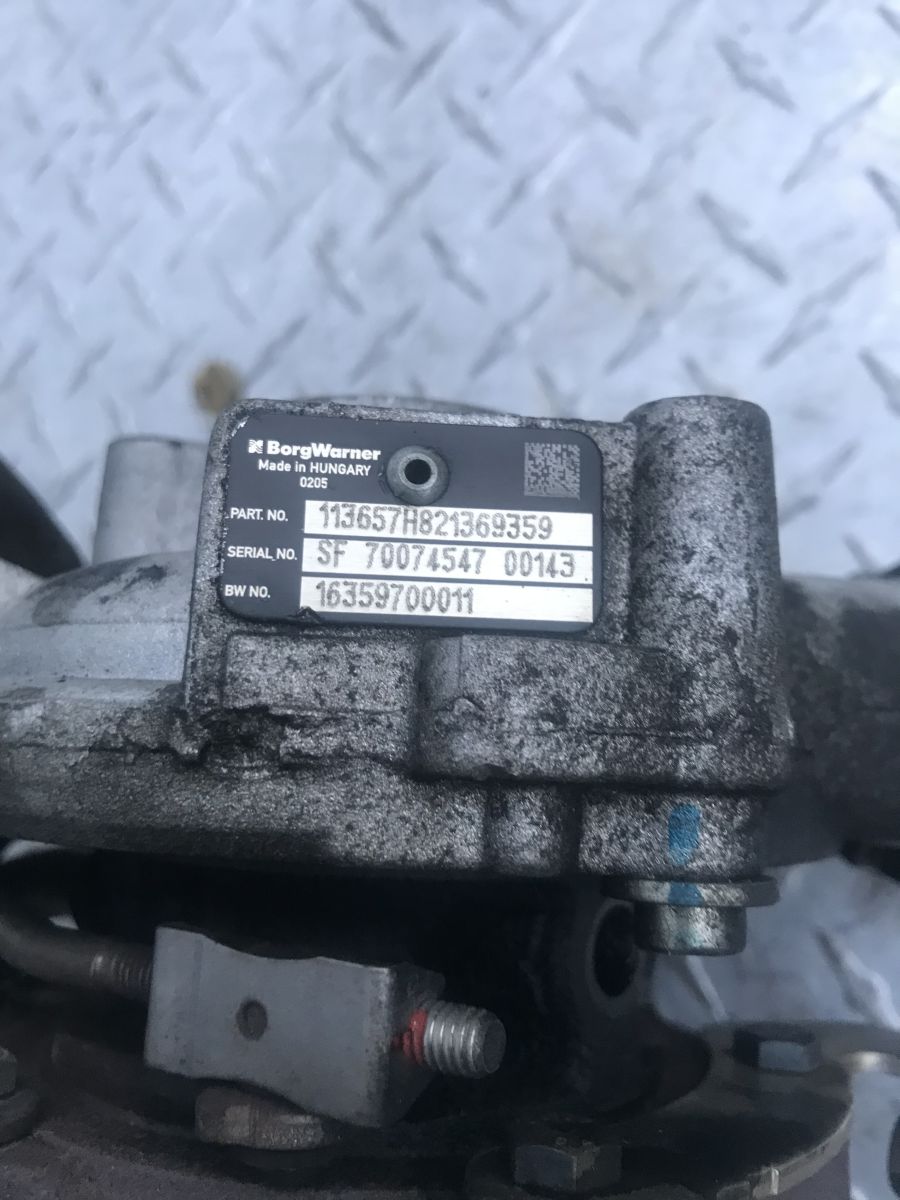 BorgWarner
Made in HUNGARY
0205
PART. NO. 113657H821369359
SERIAL NO. SF 70074547 00143
BW NO. 16359700011